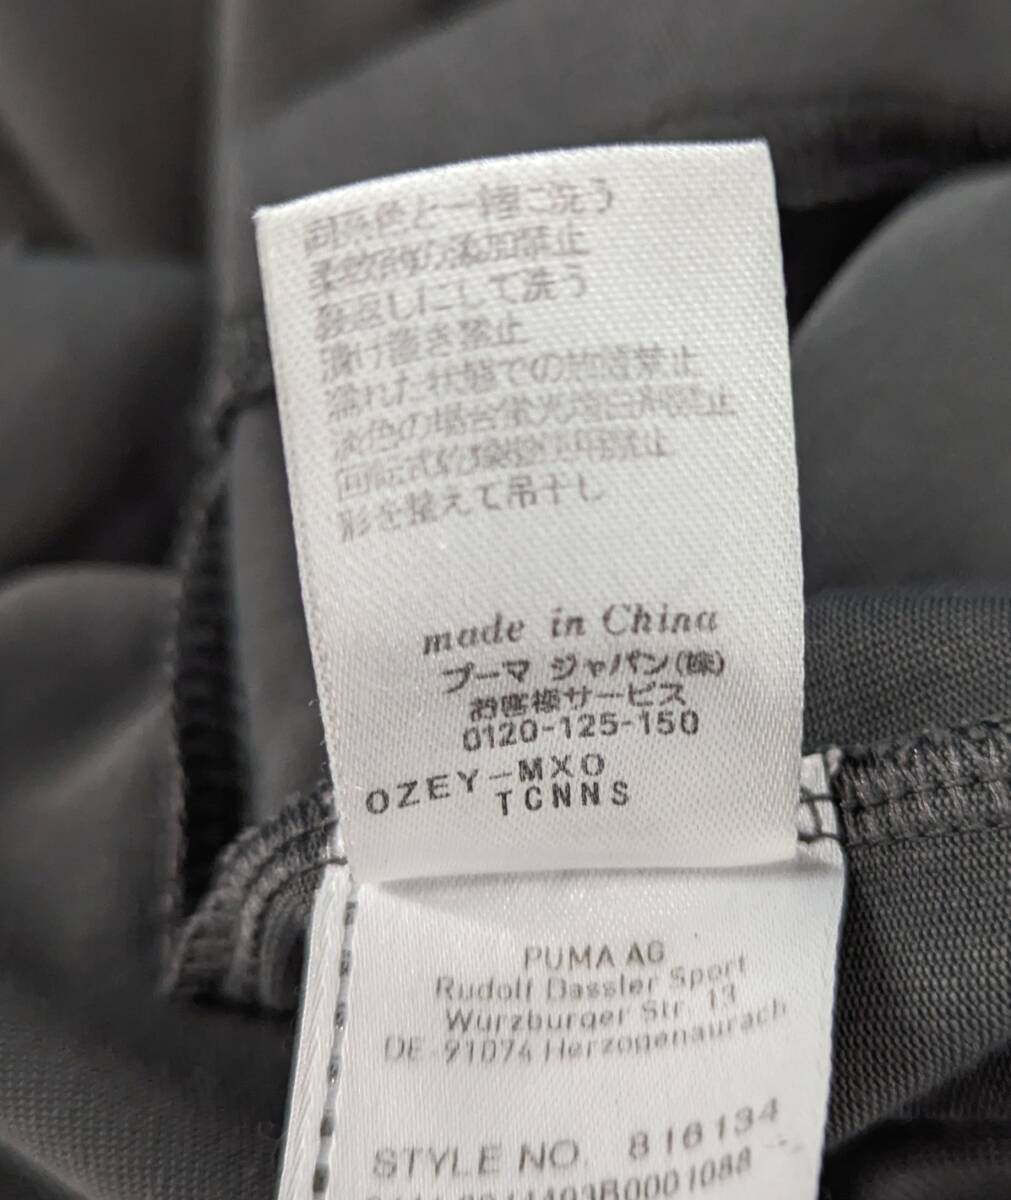 同系色と一緒に洗う
柔軟剤の添加禁止
裏返しにして洗う
漬け置き禁止
濡れた状態での放置禁止
淡色の場合蛍光増白剤禁止
回転式乾燥機使用禁止
形を整えて吊干し
made in China
プーマ ジャパン(株)
お客様サービス
0120-125-150
OZEY-MXO
TCNNS
PUMA AG
Rudolf Dassler Sport
Wurzburger Str. 13
DE-91074 Herzogenaurach
STYLE NO. 816134